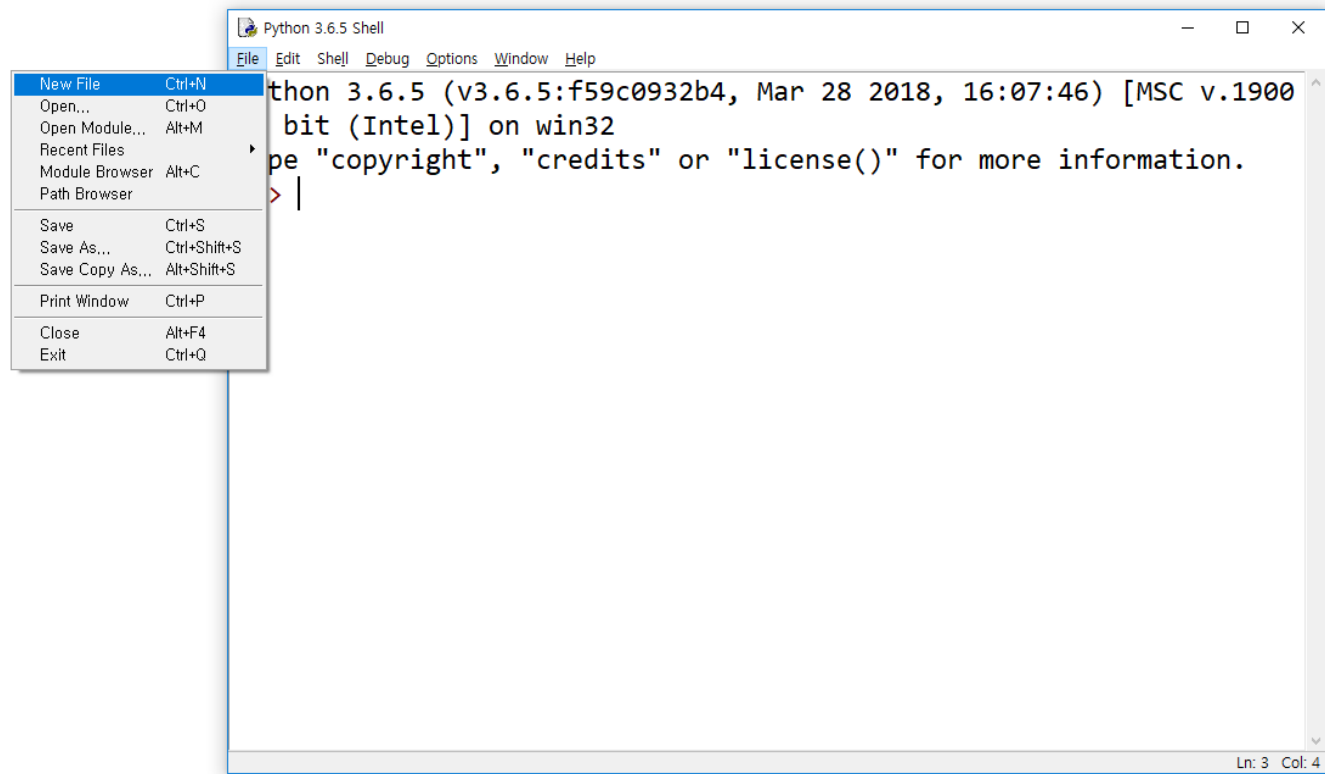 Python 3.6.5 Shell
File Edit Shell Debug Options Window Help
New File Ctrl+N
Open... Ctrl+O
Open Module... Alt+M
Recent Files
Module Browser Alt+C
Path Browser
Save Ctrl+S
Save As... Ctrl+Shift+S
Save Copy As... Alt+Shift+S
Print Window Ctrl+P
Close Alt+F4
Exit Ctrl+Q
thon 3.6.5 (v3.6.5:f59c0932b4, Mar 28 2018, 16:07:46) [MSC v.1900
bit (Intel)] on win32
pe "copyright", "credits" or "license()" for more information.
>
Ln: 3 Col: 4